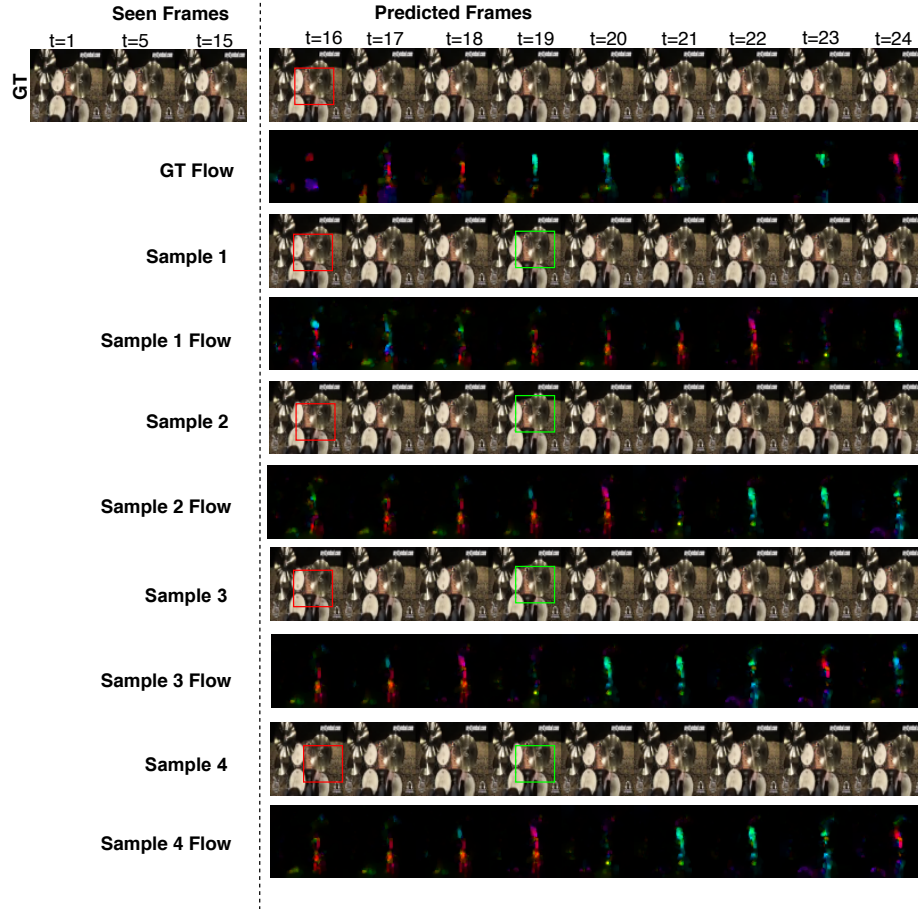 Seen Frames
Predicted Frames
t=1 t=5 t=15
t=16 t=17 t=18 t=19 t=20 t=21 t=22 t=23 t=24
GT
GT Flow
Sample 1
Sample 1 Flow
Sample 2
Sample 2 Flow
Sample 3
Sample 3 Flow
Sample 4
Sample 4 Flow